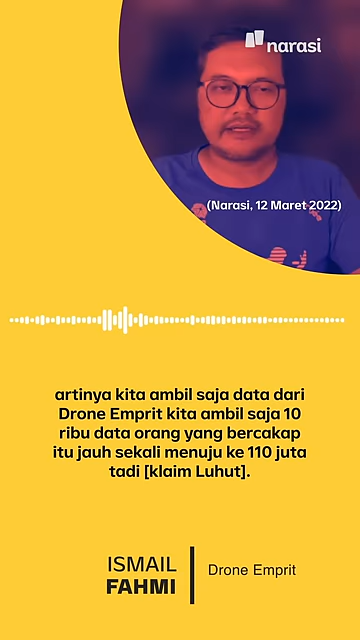 narasi
(Narasi, 12 Maret 2022)
artinya kita ambil saja data dari
Drone Emprit kita ambil saja 10
ribu data orang yang bercakap
itu jauh sekali menuju ke 110 juta
tadi [klaim Luhut].
ISMAIL
FAHMI
Drone Emprit